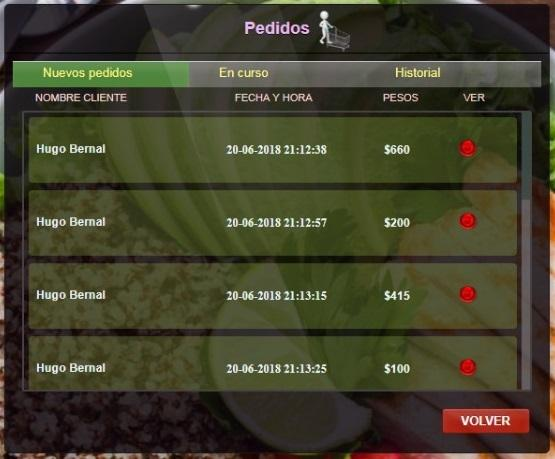 Pedidos
Nuevos pedidos En curso Historial
NOMBRE CLIENTE FECHA Y HORA PESOS VER
Hugo Bernal 20-06-2018 21:12:38 $660
Hugo Bernal 20-06-2018 21:12:57 $200
Hugo Bernal 20-06-2018 21:13:15 $415
Hugo Bernal 20-06-2018 21:13:25 $100
VOLVER